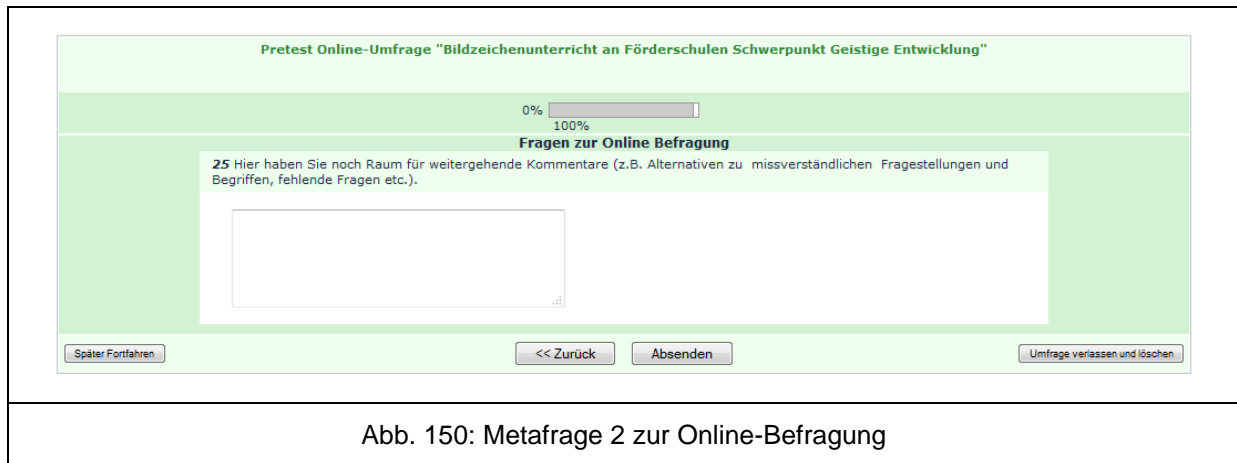 Pretest Online-Umfrage "Bildzeichenunterricht an Förderschulen Schwerpunkt Geistige Entwicklung"
0%
100%
Fragen zur Online Befragung
25 Hier haben Sie noch Raum für weitergehende Kommentare (z.B. Alternativen zu missverständlichen Fragestellungen und
Begriffen, fehlende Fragen etc.).
Später Fortfahren
<< Zurück
Absenden
Umfrage verlassen und löschen
Abb. 150: Metafrage 2 zur Online-Befragung